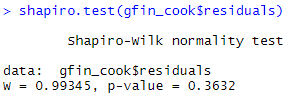 > shapiro.test(gfin_cook$residuals)
Shapiro-Wilk normality test
data:  gfin_cook$residuals
W = 0.99345, p-value = 0.3632